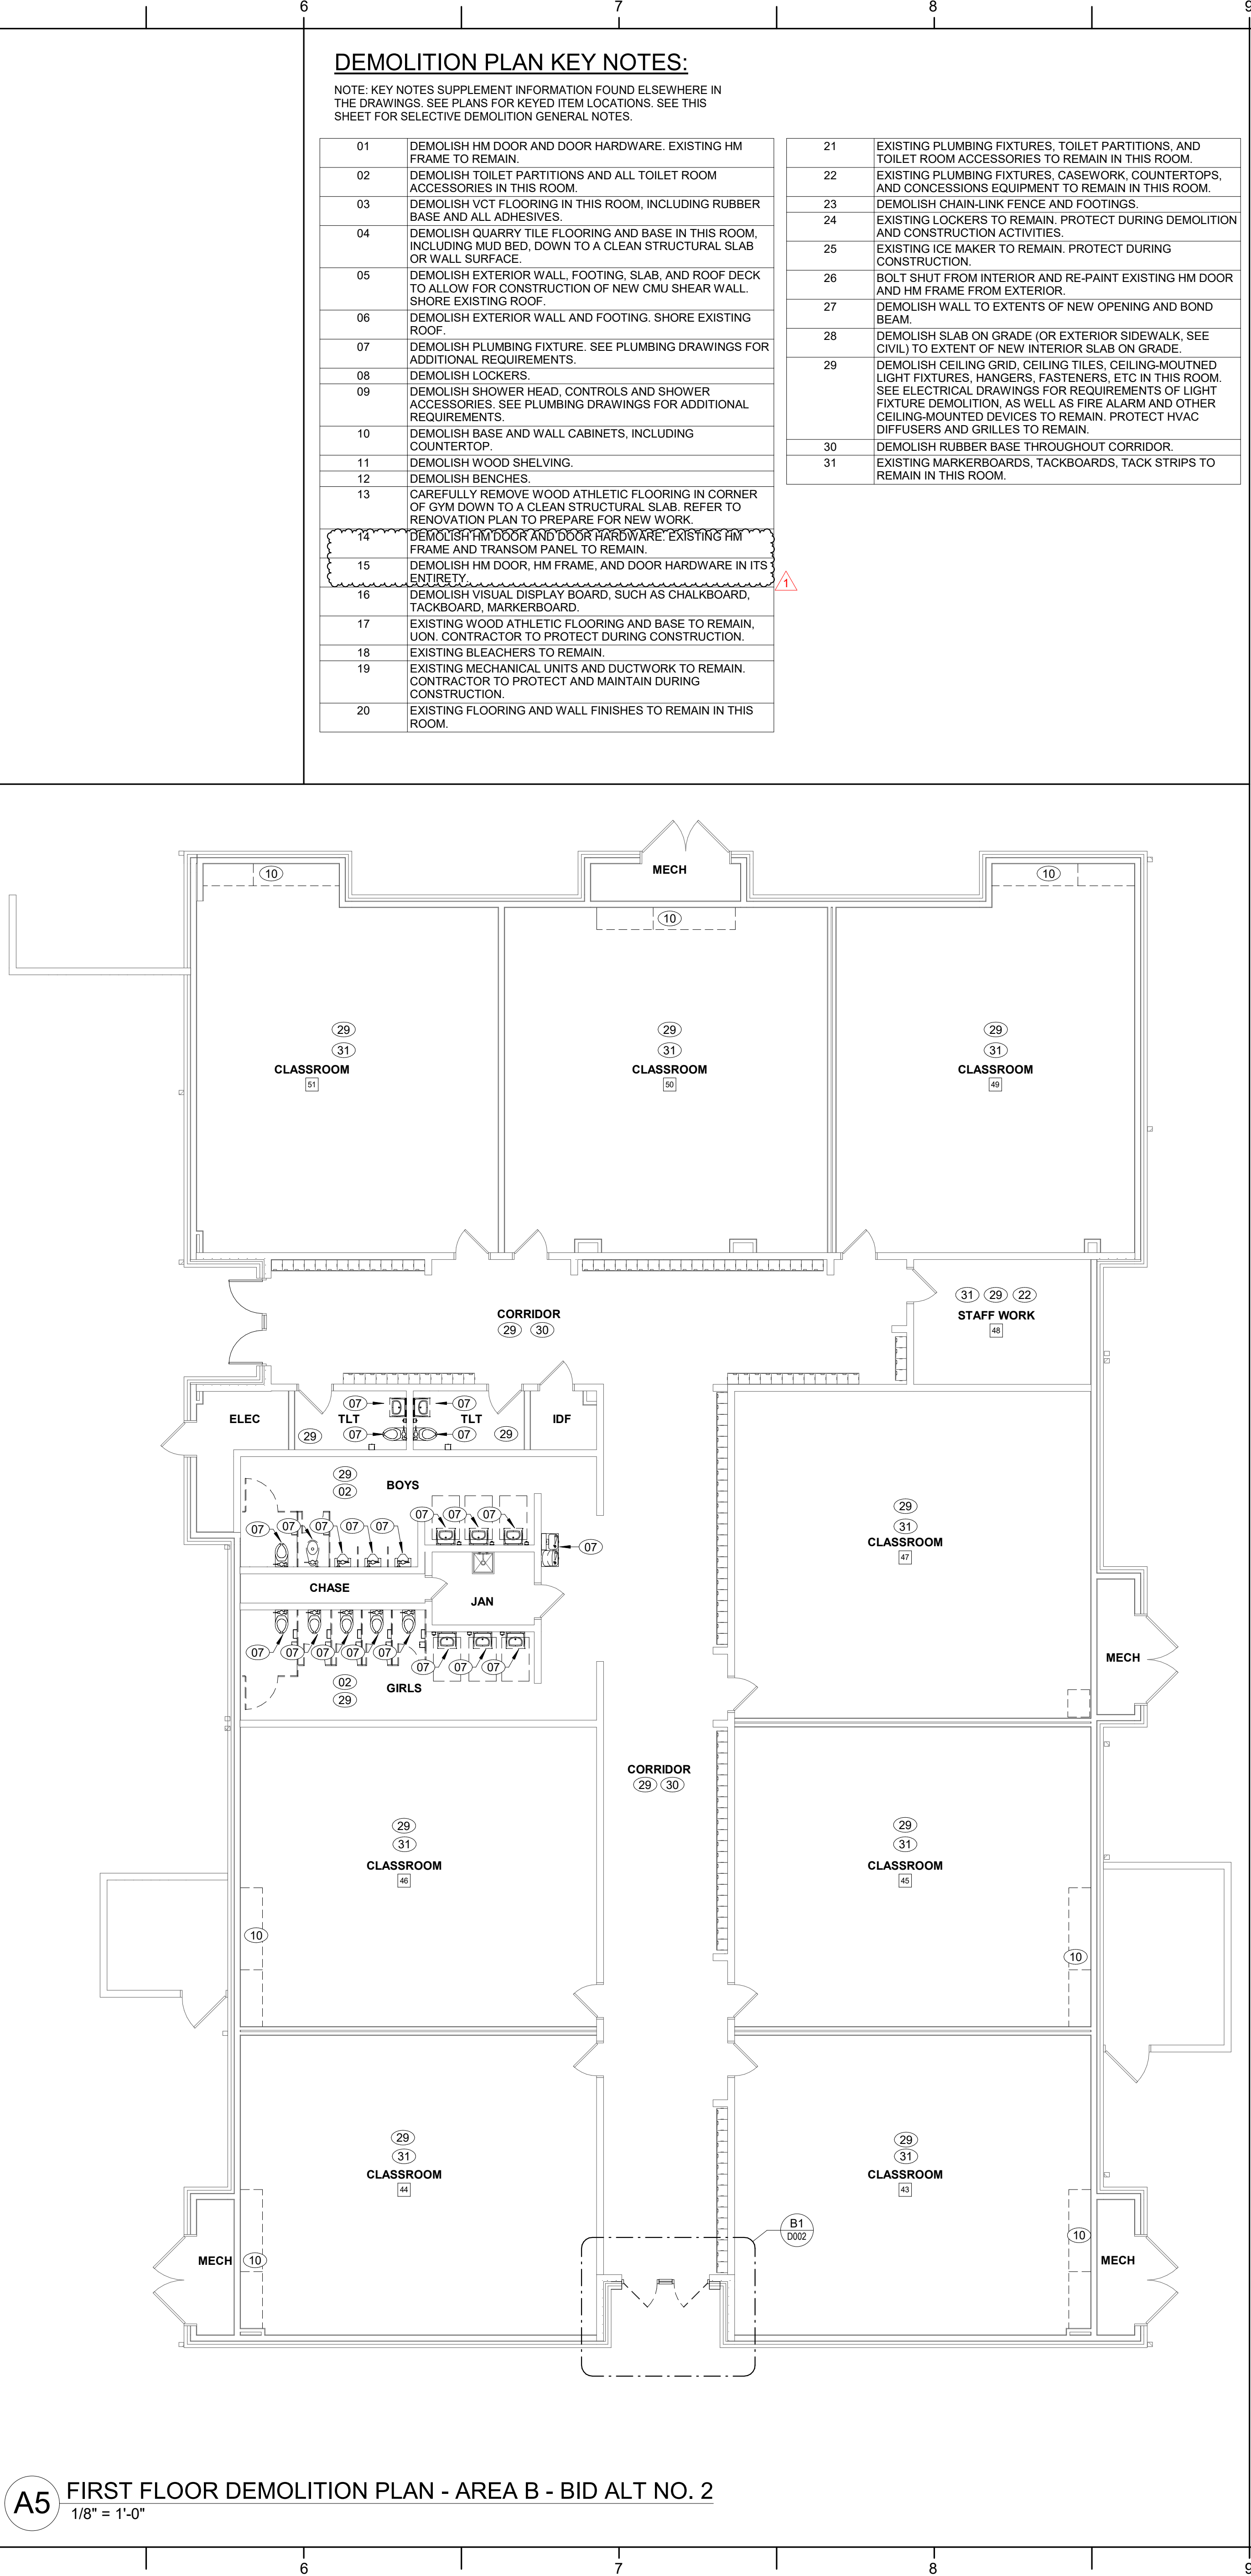 6
7
8
9
DEMOLITION PLAN KEY NOTES:
NOTE: KEY NOTES SUPPLEMENT INFORMATION FOUND ELSEWHERE IN
THE DRAWINGS. SEE PLANS FOR KEYED ITEM LOCATIONS. SEE THIS
SHEET FOR SELECTIVE DEMOLITION GENERAL NOTES.
01 DEMOLISH HM DOOR AND DOOR HARDWARE. EXISTING HM
FRAME TO REMAIN.
02 DEMOLISH TOILET PARTITIONS AND ALL TOILET ROOM
ACCESSORIES IN THIS ROOM.
03 DEMOLISH VCT FLOORING IN THIS ROOM, INCLUDING RUBBER
BASE AND ALL ADHESIVES.
04 DEMOLISH QUARRY TILE FLOORING AND BASE IN THIS ROOM,
INCLUDING MUD BED, DOWN TO A CLEAN STRUCTURAL SLAB
OR WALL SURFACE.
05 DEMOLISH EXTERIOR WALL, FOOTING, SLAB, AND ROOF DECK
TO ALLOW FOR CONSTRUCTION OF NEW CMU SHEAR WALL.
SHORE EXISTING ROOF.
06 DEMOLISH EXTERIOR WALL AND FOOTING. SHORE EXISTING
ROOF.
07 DEMOLISH PLUMBING FIXTURE. SEE PLUMBING DRAWINGS FOR
ADDITIONAL REQUIREMENTS.
08 DEMOLISH LOCKERS.
09 DEMOLISH SHOWER HEAD, CONTROLS AND SHOWER
ACCESSORIES. SEE PLUMBING DRAWINGS FOR ADDITIONAL
REQUIREMENTS.
10 DEMOLISH BASE AND WALL CABINETS, INCLUDING
COUNTERTOP.
11 DEMOLISH WOOD SHELVING.
12 DEMOLISH BENCHES.
13 CAREFULLY REMOVE WOOD ATHLETIC FLOORING IN CORNER
OF GYM DOWN TO A CLEAN STRUCTURAL SLAB. REFER TO
RENOVATION PLAN TO PREPARE FOR NEW WORK.
14 DEMOLISH HM DOOR AND DOOR HARDWARE. EXISTING HM
FRAME AND TRANSOM PANEL TO REMAIN.
15 DEMOLISH HM DOOR, HM FRAME, AND DOOR HARDWARE IN ITS
ENTIRETY.
1
16 DEMOLISH VISUAL DISPLAY BOARD, SUCH AS CHALKBOARD,
TACKBOARD, MARKERBOARD.
17 EXISTING WOOD ATHLETIC FLOORING AND BASE TO REMAIN,
UON. CONTRACTOR TO PROTECT DURING CONSTRUCTION.
18 EXISTING BLEACHERS TO REMAIN.
19 EXISTING MECHANICAL UNITS AND DUCTWORK TO REMAIN.
CONTRACTOR TO PROTECT AND MAINTAIN DURING
CONSTRUCTION.
20 EXISTING FLOORING AND WALL FINISHES TO REMAIN IN THIS
ROOM.
21 EXISTING PLUMBING FIXTURES, TOILET PARTITIONS, AND
TOILET ROOM ACCESSORIES TO REMAIN IN THIS ROOM.
22 EXISTING PLUMBING FIXTURES, CASEWORK, COUNTERTOPS,
AND CONCESSIONS EQUIPMENT TO REMAIN IN THIS ROOM.
23 DEMOLISH CHAIN-LINK FENCE AND FOOTINGS.
24 EXISTING LOCKERS TO REMAIN. PROTECT DURING DEMOLITION
AND CONSTRUCTION ACTIVITIES.
25 EXISTING ICE MAKER TO REMAIN. PROTECT DURING
CONSTRUCTION.
26 BOLT SHUT FROM INTERIOR AND RE-PAINT EXISTING HM DOOR
AND HM FRAME FROM EXTERIOR.
27 DEMOLISH WALL TO EXTENTS OF NEW OPENING AND BOND
BEAM.
28 DEMOLISH SLAB ON GRADE (OR EXTERIOR SIDEWALK, SEE
CIVIL) TO EXTENT OF NEW INTERIOR SLAB ON GRADE.
29 DEMOLISH CEILING GRID, CEILING TILES, CEILING-MOUTNED
LIGHT FIXTURES, HANGERS, FASTENERS, ETC IN THIS ROOM.
SEE ELECTRICAL DRAWINGS FOR REQUIREMENTS OF LIGHT
FIXTURE DEMOLITION, AS WELL AS FIRE ALARM AND OTHER
CEILING-MOUNTED DEVICES TO REMAIN. PROTECT HVAC
DIFFUSERS AND GRILLES TO REMAIN.
30 DEMOLISH RUBBER BASE THROUGHOUT CORRIDOR.
31 EXISTING MARKERBOARDS, TACKBOARDS, TACK STRIPS TO
REMAIN IN THIS ROOM.
MECH
10
10
10
29
31
CLASSROOM
51
29
31
CLASSROOM
50
29
31
CLASSROOM
49
CORRIDOR
29 30
31 29 22
STAFF WORK
48
ELEC
07
TLT
07
29
07
TLT
07
29
IDF
29
02
BOYS
07 07 07
07 07 07 07 07
07
CHASE
JAN
07 07 07 07 07
07 07 07
02
29
GIRLS
29
31
CLASSROOM
47
MECH
CORRIDOR
29 30
29
31
CLASSROOM
46
10
29
31
CLASSROOM
45
10
29
31
CLASSROOM
44
MECH
10
29
31
CLASSROOM
43
10
MECH
B1
D002
A5
FIRST FLOOR DEMOLITION PLAN - AREA B - BID ALT NO. 2
1/8" = 1'-0"
6
7
8
9